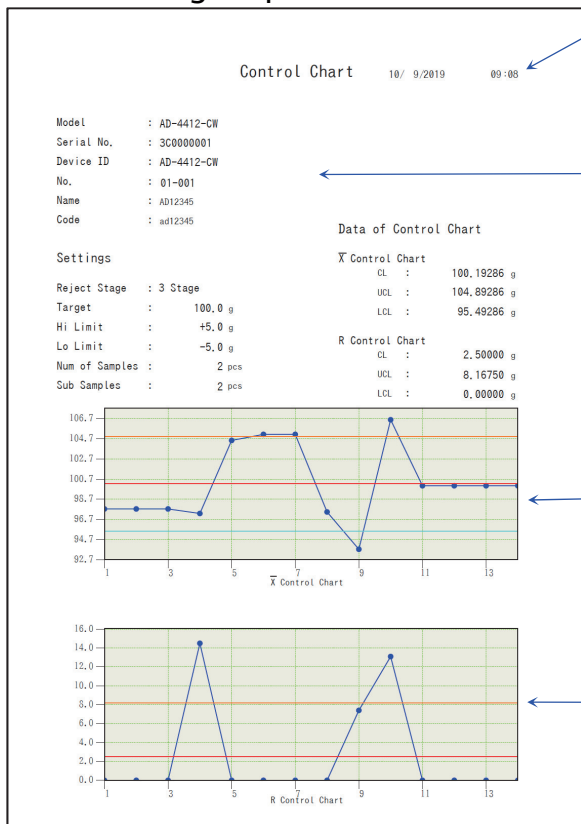 Control Chart 10/ 9/2019 09:08
Model : AD-4412-CW
Serial No. : 3C0000001
Device ID : AD-4412-CW
No. : 01-001
Name : AD12345
Code : ad12345
Data of Control Chart
Settings
X̅ Control Chart
CL : 100.19286 g
UCL : 104.89286 g
LCL : 95.49286 g
Reject Stage : 3 Stage
Target : 100.0 g
Hi Limit : +5.0 g
Lo Limit : -5.0 g
Num of Samples : 2 pcs
Sub Samples : 2 pcs
R Control Chart
CL : 2.50000 g
UCL : 8.16750 g
LCL : 0.00000 g
106.7
104.7
102.7
100.7
98.7
96.7
94.7
92.7
1 3 5 7 9 11 13
X̅ Control Chart
16.0
14.0
12.0
10.0
8.0
6.0
4.0
2.0
0.0
1 3 5 7 9 11 13
R Control Chart